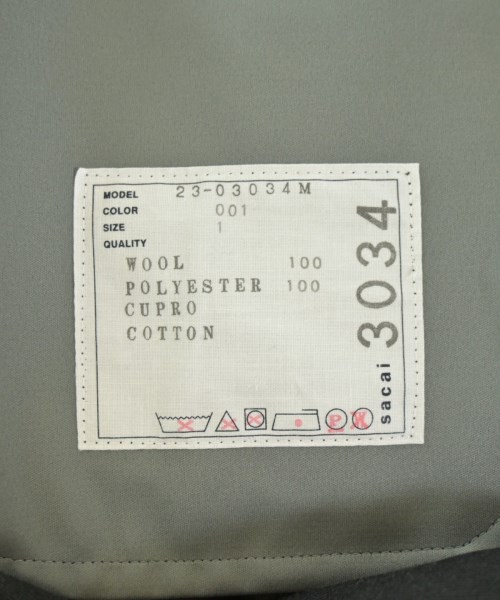 MODEL 23-03034M
COLOR 001
SIZE 1
QUALITY
WOOL 100
POLYESTER 100
CUPRO
COTTON
sacai 3034
P